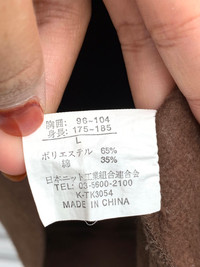 胸囲: 96-104
身長: 175-185
L
ポリエステル 65%
綿 35%
日本ニット工業組合連合会
TEL: 03-5600-2100
K-TK3054
MADE IN CHINA